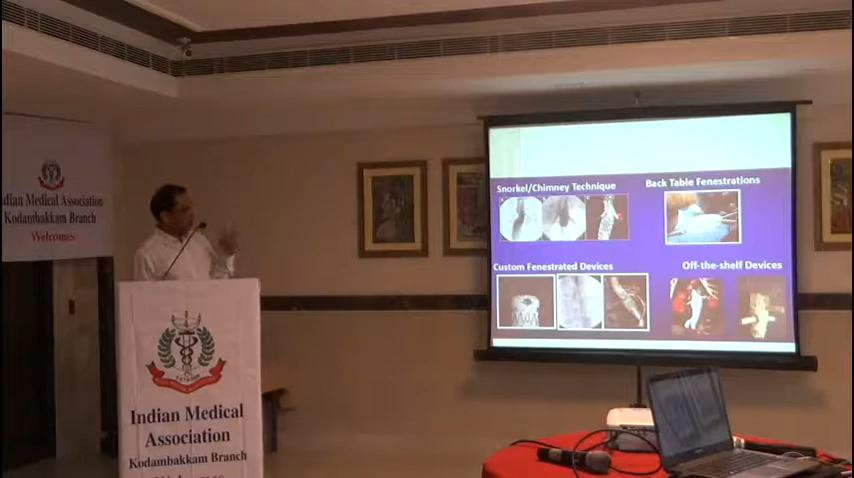 ndian Medical Association
Kodambakkam Branch
Welcomes
Snorkel/Chimney Technique
Back Table Fenestrations
Custom Fenestrated Devices
Off-the-shelf Devices
Indian Medical
Association
Kodambakkam Branch